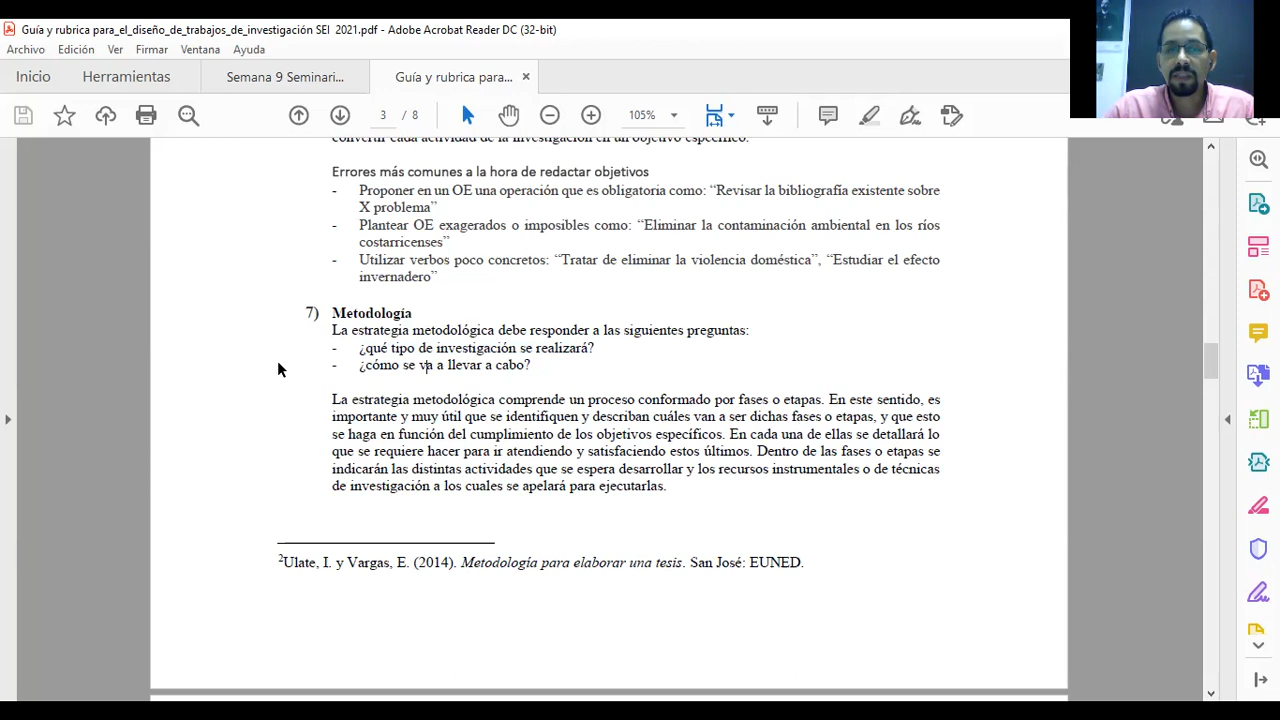 Guía y rubrica para_el_diseño_de_trabajos_de_investigación SEI 2021.pdf - Adobe Acrobat Reader DC (32-bit)
Archivo Edición Ver Firmar Ventana Ayuda
Inicio Herramientas Semana 9 Seminari... Guía y rubrica para... ×
3 / 8 105%
convertir cada actividad de la investigación en un objetivo específico.
Errores más comunes a la hora de redactar objetivos
- Proponer en un OE una operación que es obligatoria como: “Revisar la bibliografía existente sobre
X problema”
- Plantear OE exagerados o imposibles como: “Eliminar la contaminación ambiental en los ríos
costarricenses”
- Utilizar verbos poco concretos: “Tratar de eliminar la violencia doméstica”, “Estudiar el efecto
invernadero”
7) Metodología
La estrategia metodológica debe responder a las siguientes preguntas:
- ¿qué tipo de investigación se realizará?
- ¿cómo se va a llevar a cabo?
La estrategia metodológica comprende un proceso conformado por fases o etapas. En este sentido, es
importante y muy útil que se identifiquen y describan cuáles van a ser dichas fases o etapas, y que esto
se haga en función del cumplimiento de los objetivos específicos. En cada una de ellas se detallará lo
que se requiere hacer para ir atendiendo y satisfaciendo estos últimos. Dentro de las fases o etapas se
indicarán las distintas actividades que se espera desarrollar y los recursos instrumentales o de técnicas
de investigación a los cuales se apelará para ejecutarlas.
2Ulate, I. y Vargas, E. (2014). Metodología para elaborar una tesis. San José: EUNED.